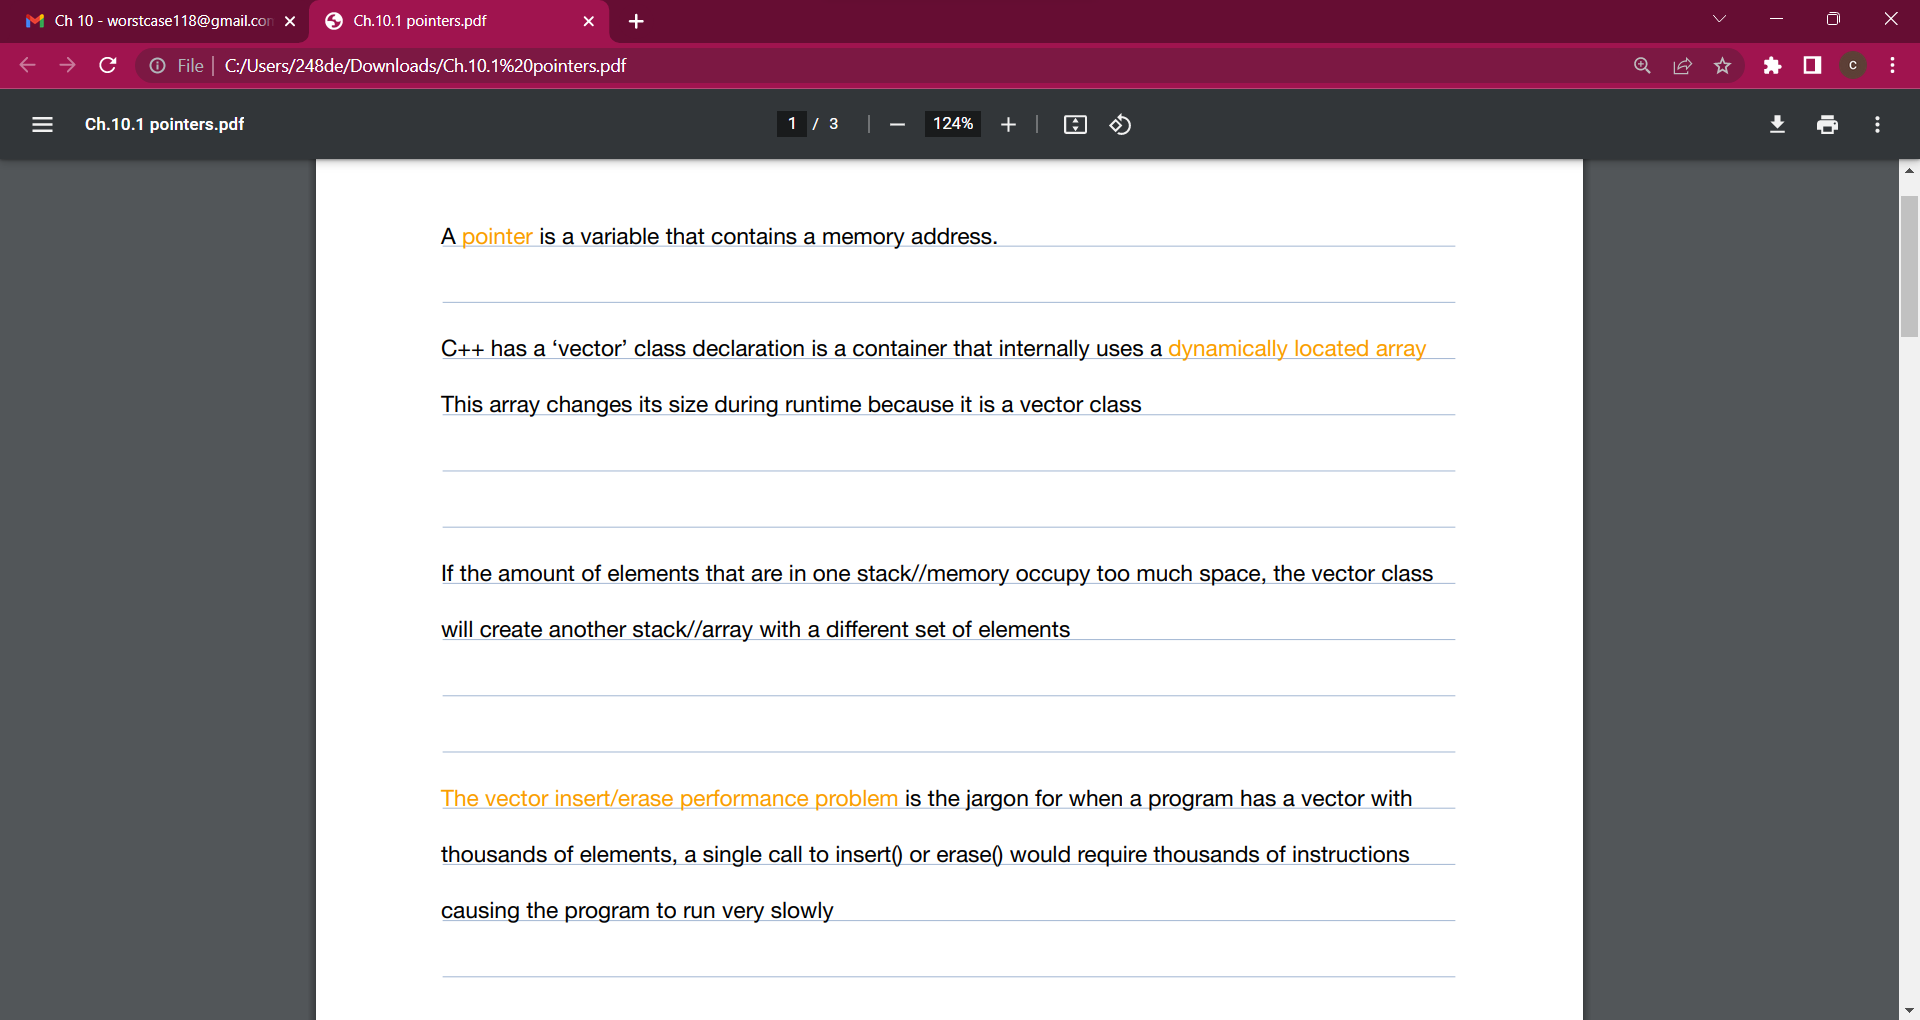 Ch 10 - worstcase118@gmail.con
Ch.10.1 pointers.pdf
File | C:/Users/248de/Downloads/Ch.10.1%20pointers.pdf
C
Ch.10.1 pointers.pdf
1 / 3
124%
A pointer is a variable that contains a memory address.
C++ has a ‘vector’ class declaration is a container that internally uses a dynamically located array
This array changes its size during runtime because it is a vector class
If the amount of elements that are in one stack//memory occupy too much space, the vector class
will create another stack//array with a different set of elements
The vector insert/erase performance problem is the jargon for when a program has a vector with
thousands of elements, a single call to insert() or erase() would require thousands of instructions
causing the program to run very slowly